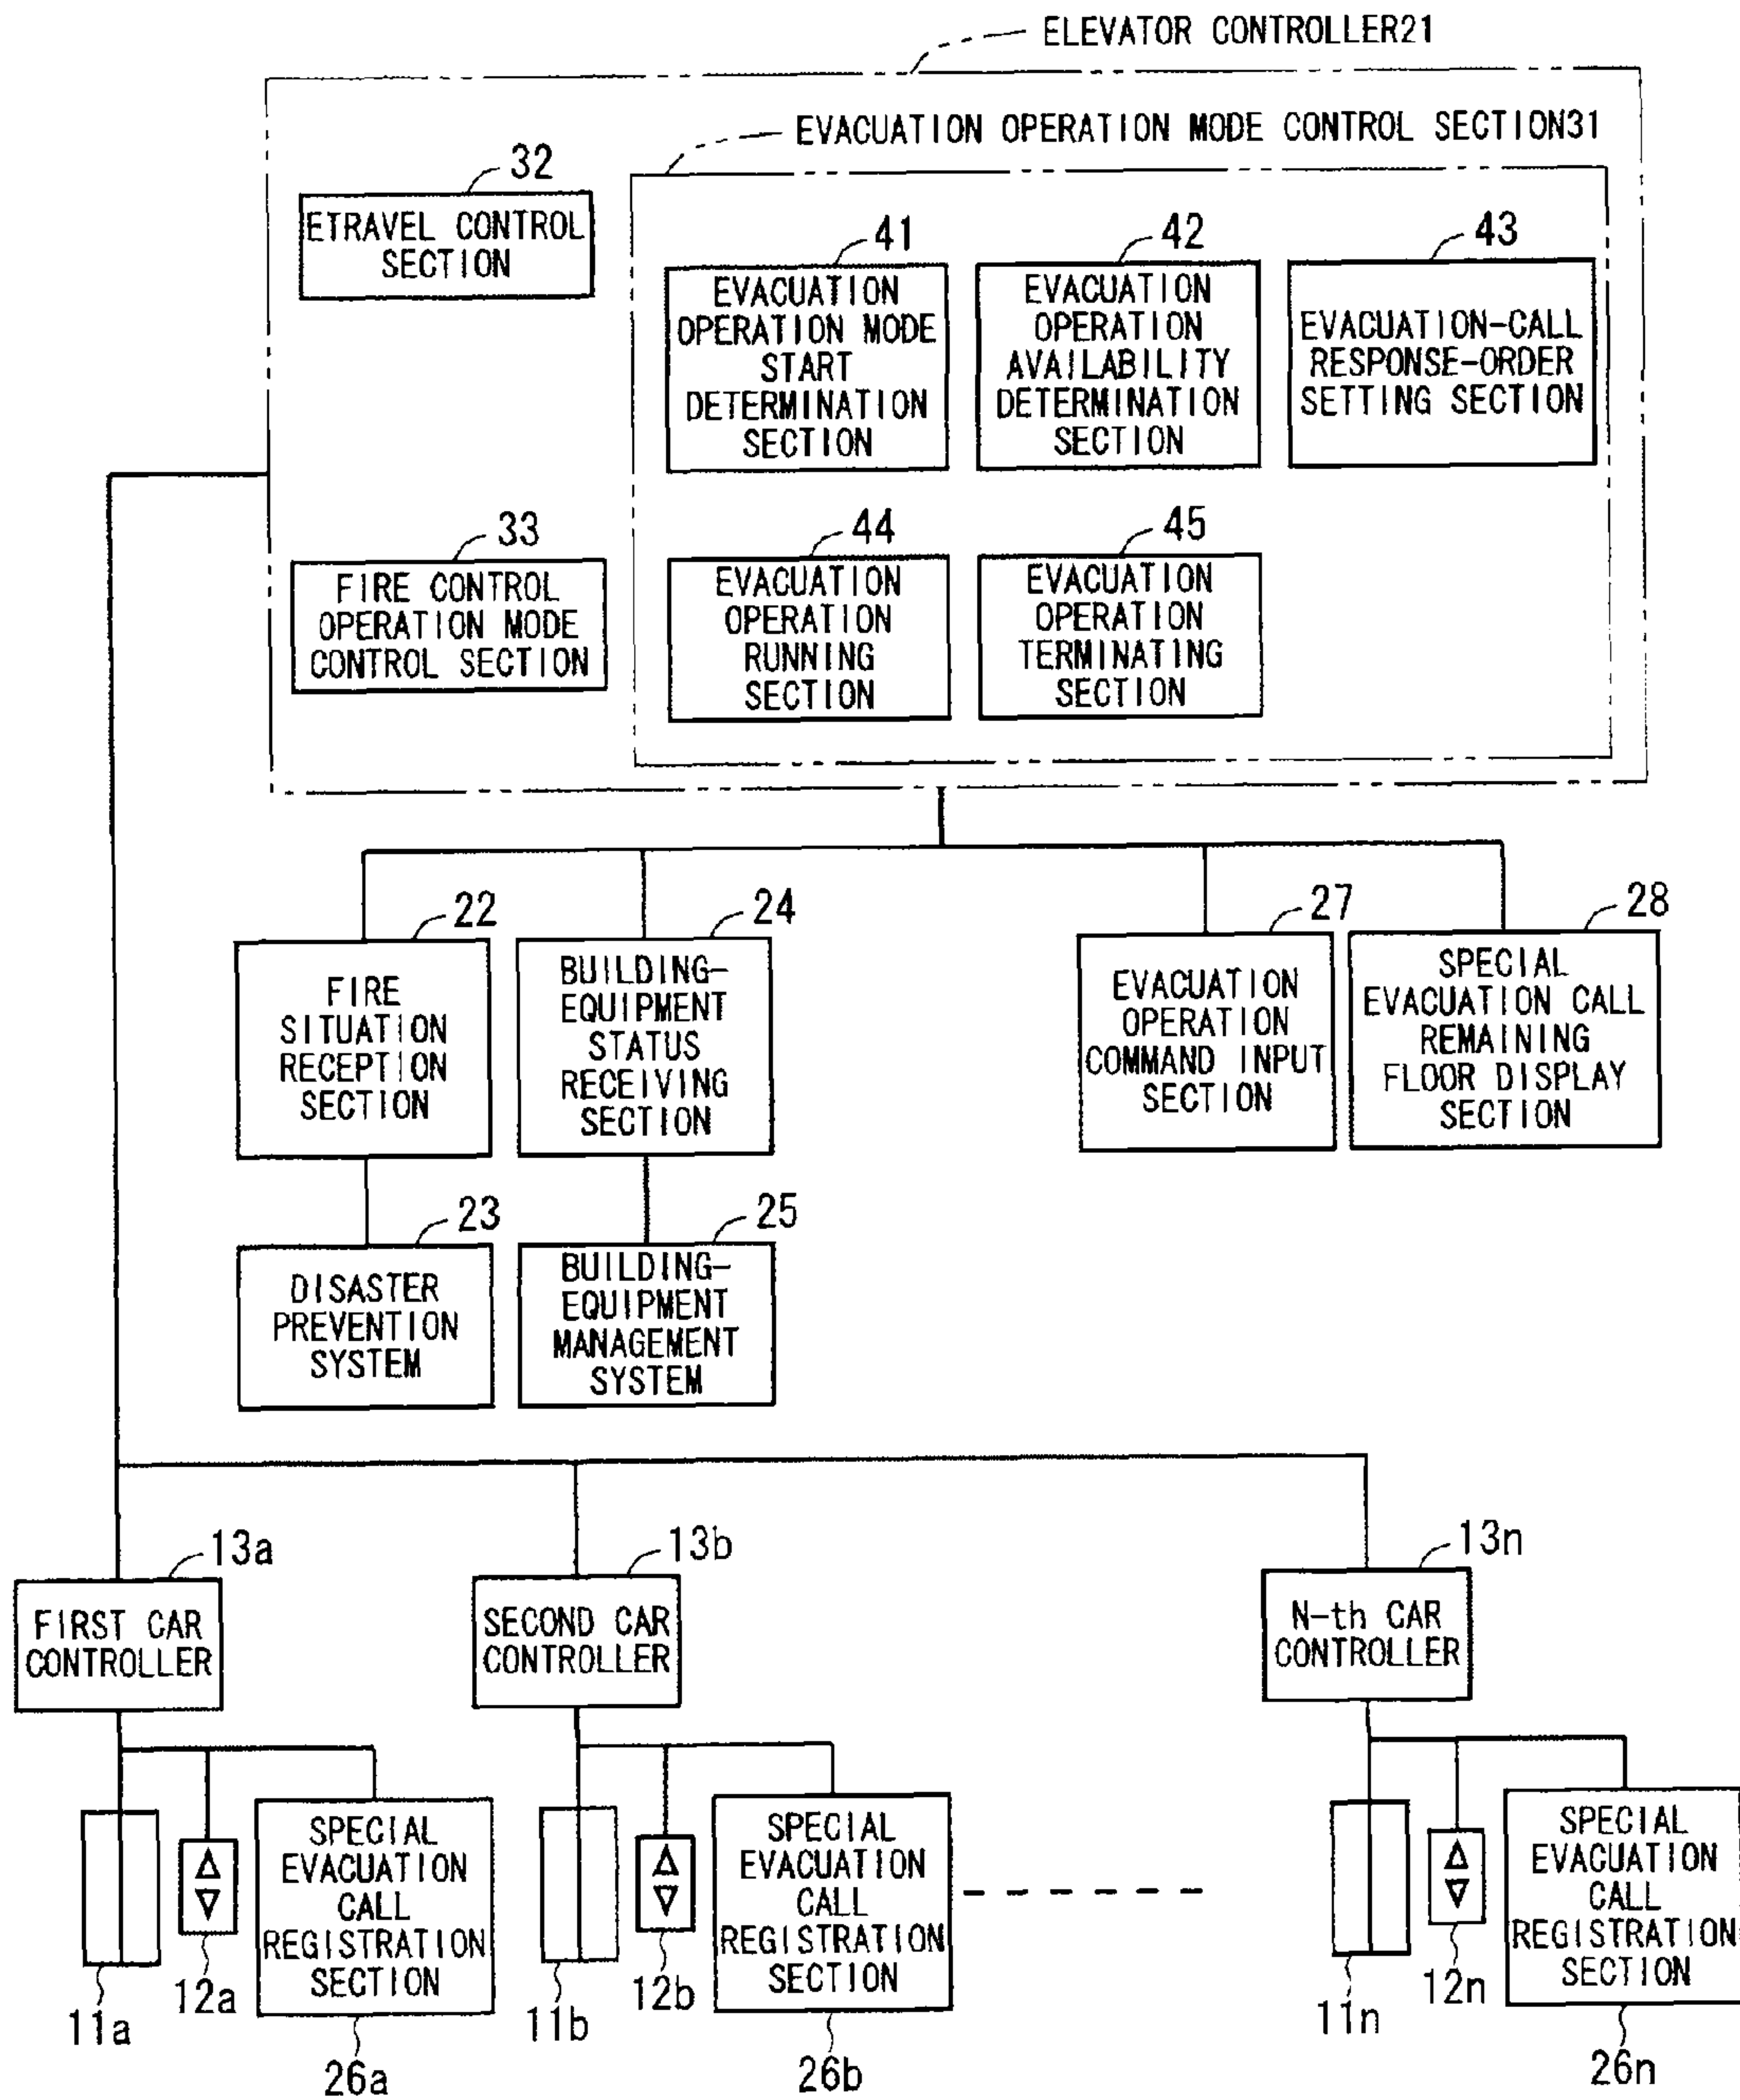 ELEVATOR CONTROLLER21
EVACUATION OPERATION MODE CONTROL SECTION31
32
ETRAVEL CONTROL
SECTION
41
EVACUATION
OPERATION MODE
START
DETERMINATION
SECTION
42
EVACUATION
OPERATION
AVAILABILITY
DETERMINATION
SECTION
43
EVACUATION-CALL
RESPONSE-ORDER
SETTING SECTION
33
FIRE CONTROL
OPERATION MODE
CONTROL SECTION
44
EVACUATION
OPERATION
RUNNING
SECTION
45
EVACUATION
OPERATION
TERMINATING
SECTION
22
FIRE
SITUATION
RECEPTION
SECTION
24
BUILDING-
EQUIPMENT
STATUS
RECEIVING
SECTION
27
EVACUATION
OPERATION
COMMAND INPUT
SECTION
28
SPECIAL
EVACUATION CALL
REMAINING
FLOOR DISPLAY
SECTION
23
DISASTER
PREVENTION
SYSTEM
25
BUILDING-
EQUIPMENT
MANAGEMENT
SYSTEM
13a
FIRST CAR
CONTROLLER
13b
SECOND CAR
CONTROLLER
13n
N-th CAR
CONTROLLER
SPECIAL
EVACUATION
CALL
REGISTRATION
SECTION
11a
12a
26a
SPECIAL
EVACUATION
CALL
REGISTRATION
SECTION
11b
12b
26b
SPECIAL
EVACUATION
CALL
REGISTRATION
SECTION
11n
12n
26n